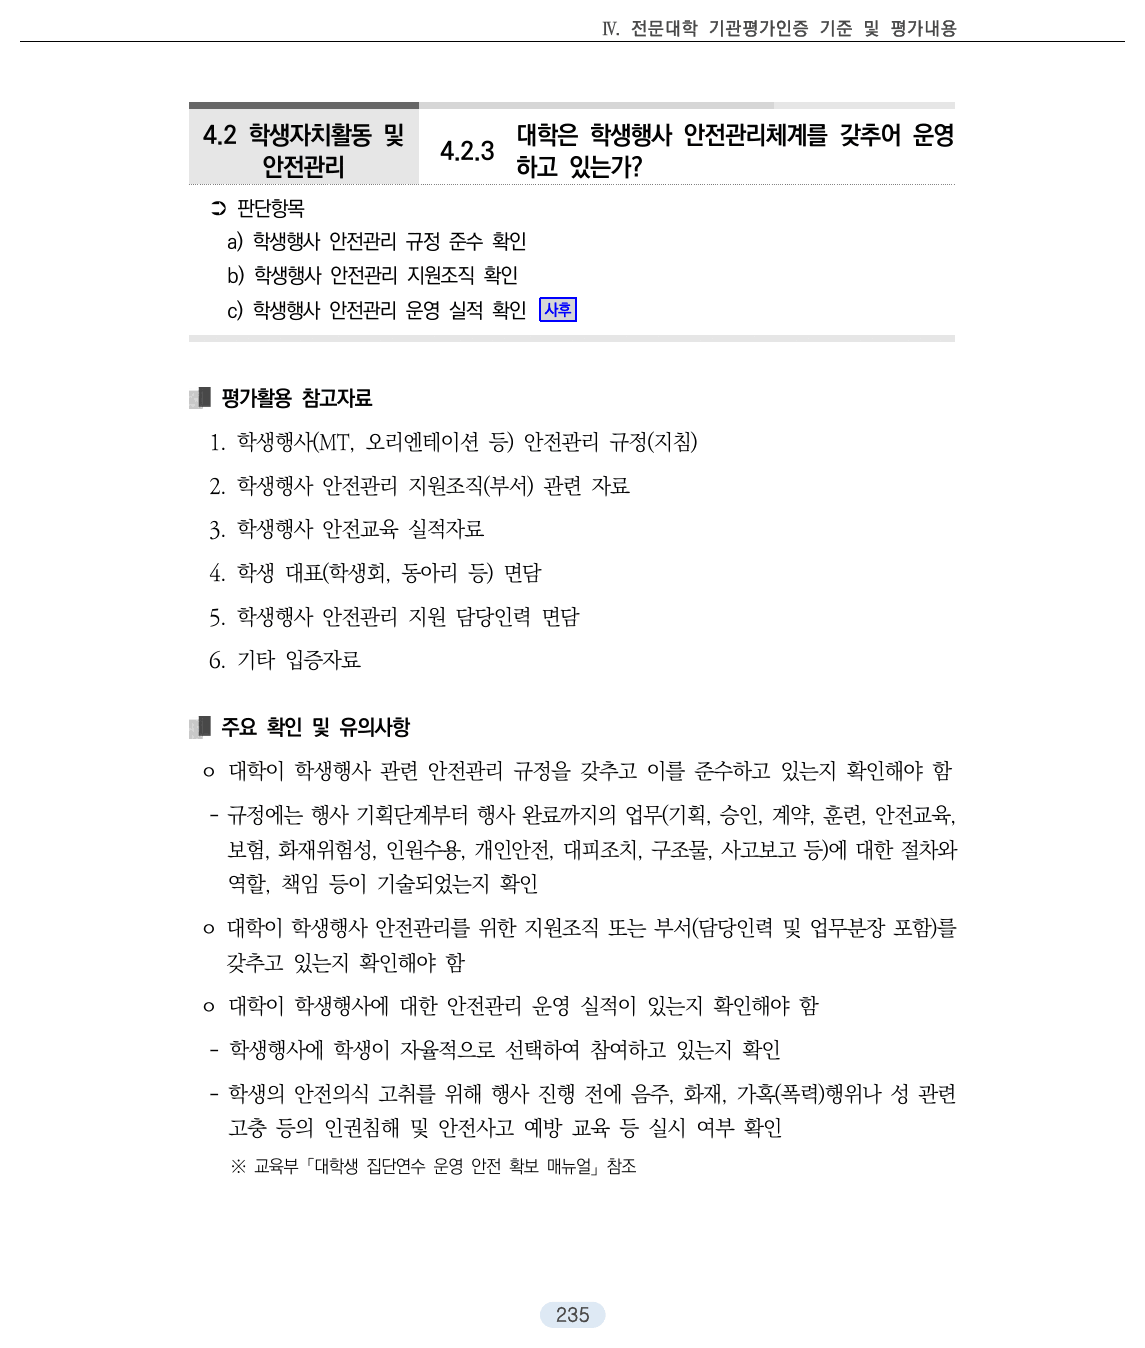 Ⅳ. 전문대학 기관평가인증 기준 및 평가내용
4.2 학생자치활동 및
안전관리
4.2.3
대학은 학생행사 안전관리체계를 갖추어 운영
하고 있는가?
➲ 판단항목
a) 학생행사 안전관리 규정 준수 확인
b) 학생행사 안전관리 지원조직 확인
c) 학생행사 안전관리 운영 실적 확인 사후
평가활용 참고자료
1. 학생행사(MT, 오리엔테이션 등) 안전관리 규정(지침)
2. 학생행사 안전관리 지원조직(부서) 관련 자료
3. 학생행사 안전교육 실적자료
4. 학생 대표(학생회, 동아리 등) 면담
5. 학생행사 안전관리 지원 담당인력 면담
6. 기타 입증자료
주요 확인 및 유의사항
ㅇ 대학이 학생행사 관련 안전관리 규정을 갖추고 이를 준수하고 있는지 확인해야 함
- 규정에는 행사 기획단계부터 행사 완료까지의 업무(기획, 승인, 계약, 훈련, 안전교육,
보험, 화재위험성, 인원수용, 개인안전, 대피조치, 구조물, 사고보고 등)에 대한 절차와
역할, 책임 등이 기술되었는지 확인
ㅇ 대학이 학생행사 안전관리를 위한 지원조직 또는 부서(담당인력 및 업무분장 포함)를
갖추고 있는지 확인해야 함
ㅇ 대학이 학생행사에 대한 안전관리 운영 실적이 있는지 확인해야 함
- 학생행사에 학생이 자율적으로 선택하여 참여하고 있는지 확인
- 학생의 안전의식 고취를 위해 행사 진행 전에 음주, 화재, 가혹(폭력)행위나 성 관련
고충 등의 인권침해 및 안전사고 예방 교육 등 실시 여부 확인
※ 교육부「대학생 집단연수 운영 안전 확보 매뉴얼」참조
235